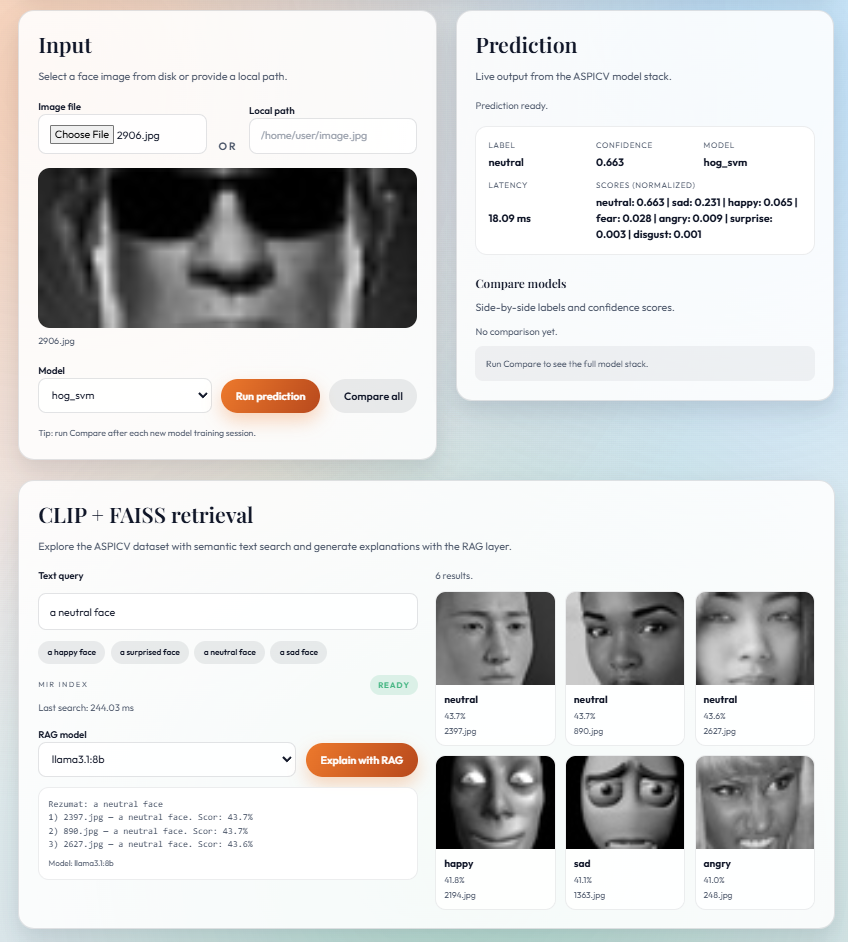 Input
Select a face image from disk or provide a local path.
Image file
Choose File 2906.jpg
OR
Local path
/home/user/image.jpg
2906.jpg
Model
hog_svm
Run prediction
Compare all
Tip: run Compare after each new model training session.
Prediction
Live output from the ASPICV model stack.
Prediction ready.
LABEL
neutral
CONFIDENCE
0.663
MODEL
hog_svm
LATENCY
18.09 ms
SCORES (NORMALIZED)
neutral: 0.663 | sad: 0.231 | happy: 0.065 |
fear: 0.028 | angry: 0.009 | surprise:
0.003 | disgust: 0.001
Compare models
Side-by-side labels and confidence scores.
No comparison yet.
Run Compare to see the full model stack.
CLIP + FAISS retrieval
Explore the ASPICV dataset with semantic text search and generate explanations with the RAG layer.
Text query
a neutral face
a happy face
a surprised face
a neutral face
a sad face
MIR INDEX
READY
Last search: 244.03 ms
RAG model
llama3.1:8b
Explain with RAG
Rezumat: a neutral face
1) 2397.jpg — a neutral face. Scor: 43.7%
2) 890.jpg — a neutral face. Scor: 43.7%
3) 2627.jpg — a neutral face. Scor: 43.6%
Model: llama3.1:8b
6 results.
neutral
43.7%
2397.jpg
neutral
43.7%
890.jpg
neutral
43.6%
2627.jpg
happy
41.8%
2194.jpg
sad
41.1%
1363.jpg
angry
41.0%
248.jpg